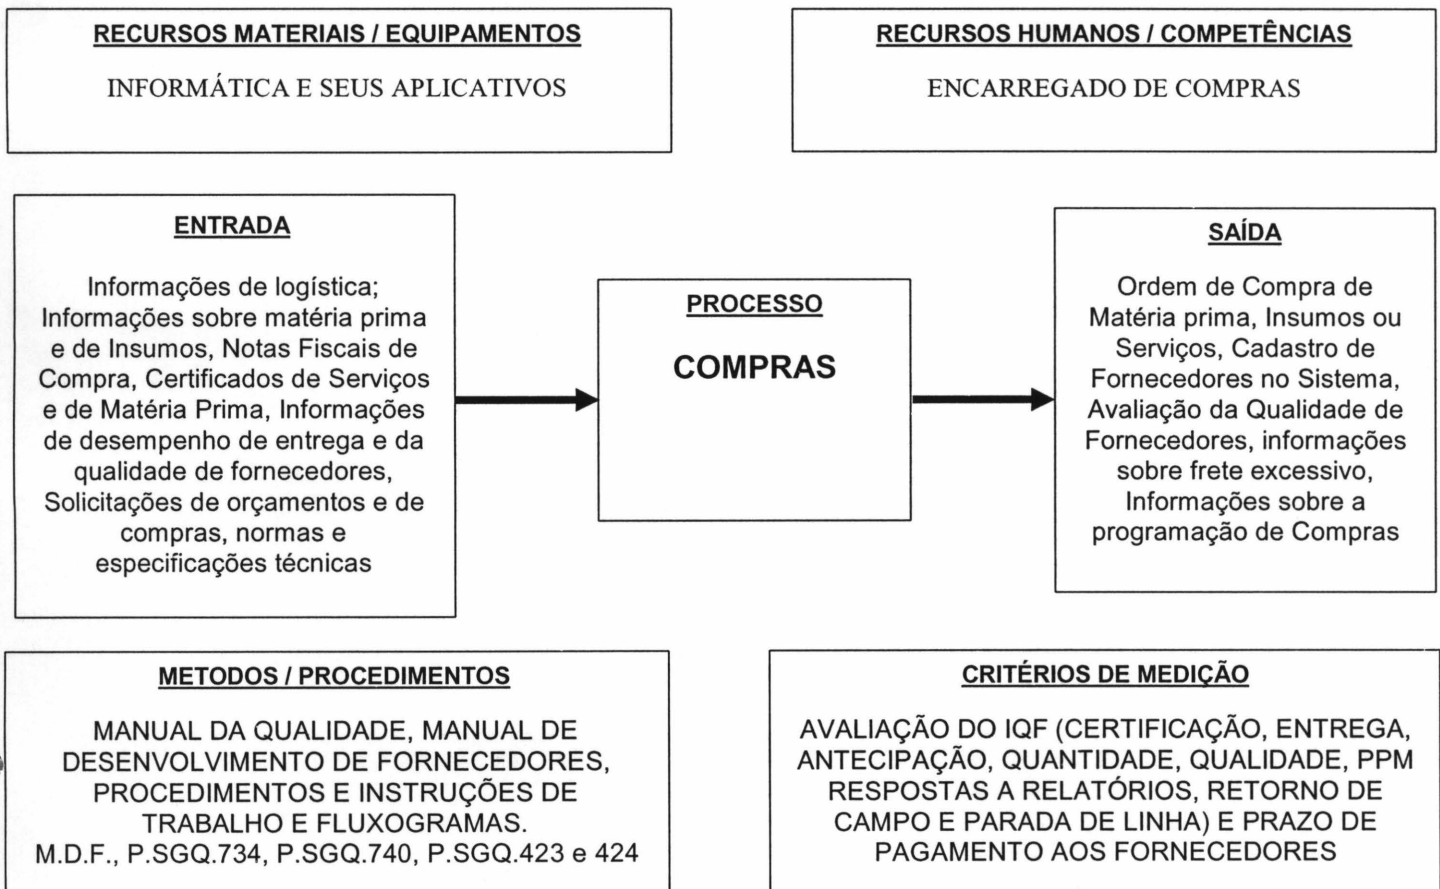 RECURSOS MATERIAIS / EQUIPAMENTOS
INFORMÁTICA E SEUS APLICATIVOS
RECURSOS HUMANOS / COMPETÊNCIAS
ENCARREGADO DE COMPRAS
ENTRADA
Informações de logística;
Informações sobre matéria prima
e de Insumos, Notas Fiscais de
Compra, Certificados de Serviços
e de Matéria Prima, Informações
de desempenho de entrega e da
qualidade de fornecedores,
Solicitações de orçamentos e de
compras, normas e
especificações técnicas
PROCESSO
COMPRAS
SAÍDA
Ordem de Compra de
Matéria prima, Insumos ou
Serviços, Cadastro de
Fornecedores no Sistema,
Avaliação da Qualidade de
Fornecedores, informações
sobre frete excessivo,
Informações sobre a
programação de Compras
METODOS / PROCEDIMENTOS
MANUAL DA QUALIDADE, MANUAL DE
DESENVOLVIMENTO DE FORNECEDORES,
PROCEDIMENTOS E INSTRUÇÕES DE
TRABALHO E FLUXOGRAMAS.
M.D.F., P.SGQ.734, P.SGQ.740, P.SGQ.423 e 424
CRITÉRIOS DE MEDIÇÃO
AVALIAÇÃO DO IQF (CERTIFICAÇÃO, ENTREGA,
ANTECIPAÇÃO, QUANTIDADE, QUALIDADE, PPM
RESPOSTAS A RELATÓRIOS, RETORNO DE
CAMPO E PARADA DE LINHA) E PRAZO DE
PAGAMENTO AOS FORNECEDORES